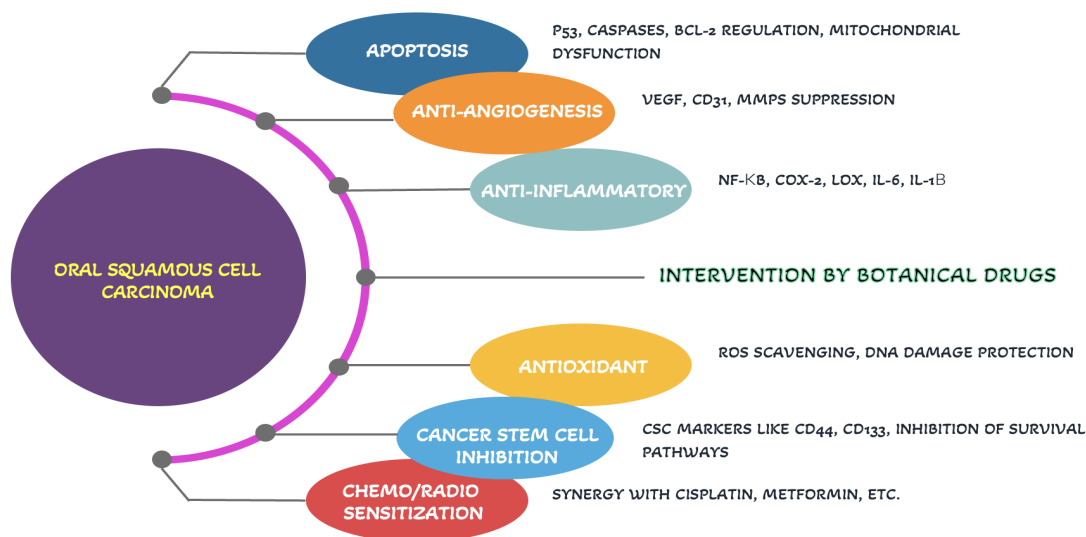 APOPTOSIS
P53, CASPASES, BCL-2 REGULATION, MITOCHONDRIAL
DYSFUNCTION
ANTI-ANGIOGENESIS
VEGF, CD31, MMPS SUPPRESSION
ANTI-INFLAMMATORY
NF-ΚB, COX-2, LOX, IL-6, IL-1Β
ORAL SQUAMOUS CELL
CARCINOMA
INTERVENTION BY BOTANICAL DRUGS
ANTIOXIDANT
ROS SCAVENGING, DNA DAMAGE PROTECTION
CANCER STEM CELL
INHIBITION
CSC MARKERS LIKE CD44, CD133, INHIBITION OF SURVIVAL
PATHWAYS
CHEMO/RADIO
SENSITIZATION
SYNERGY WITH CISPLATIN, METFORMIN, ETC.